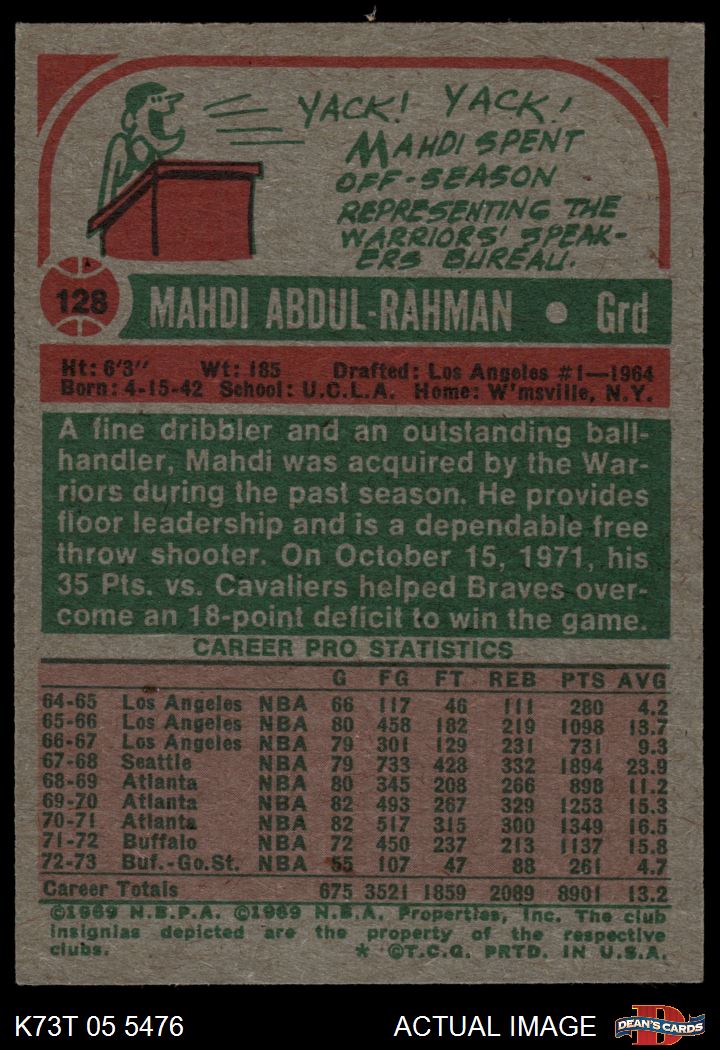 YACK! YACK!
MAHDI SPENT
OFF-SEASON
REPRESENTING THE
WARRIORS' SPEAK-
ERS BUREAU.
128 MAHDI ABDUL-RAHMAN • Grd
Ht: 6'3" Wt: 185 Drafted: Los Angeles #1—1964
Born: 4-15-42 School: U.C.L.A. Home: W'msville, N.Y.
A fine dribbler and an outstanding ball-
handler, Mahdi was acquired by the War-
riors during the past season. He provides
floor leadership and is a dependable free
throw shooter. On October 15, 1971, his
35 Pts. vs. Cavaliers helped Braves over-
come an 18-point deficit to win the game.
CAREER PRO STATISTICS
G FG FT REB PTS AVG
64-65 Los Angeles NBA 66 117 46 111 280 4.2
65-66 Los Angeles NBA 80 458 182 219 1098 13.7
66-67 Los Angeles NBA 79 301 129 231 731 9.3
67-68 Seattle NBA 79 733 428 332 1894 23.9
68-69 Atlanta NBA 80 345 208 266 898 11.2
69-70 Atlanta NBA 82 493 267 329 1253 15.3
70-71 Atlanta NBA 82 517 315 300 1349 16.5
71-72 Buffalo NBA 72 450 237 213 1137 15.8
72-73 Buf.-Go.St. NBA 55 107 47 88 261 4.7
Career Totals 675 3521 1859 2089 8901 13.2
©1969 N.B.P.A. ©1969 N.B.A. Properties, Inc. The club
insignias depicted are the property of the respective
clubs. * ©T.C.G. PRTD. IN U.S.A.
K73T 05 5476 ACTUAL IMAGE D DEAN'S CARDS